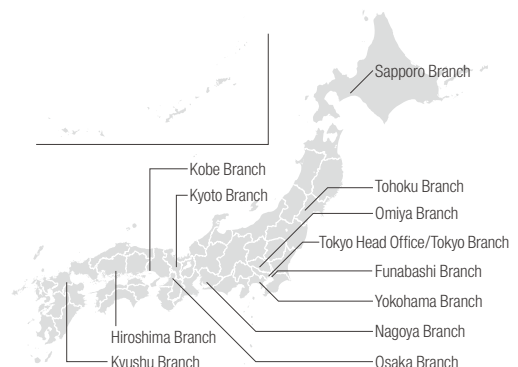 Sapporo Branch
Kobe Branch
Kyoto Branch
Tohoku Branch
Omiya Branch
Tokyo Head Office/Tokyo Branch
Funabashi Branch
Yokohama Branch
Nagoya Branch
Hiroshima Branch
Kyushu Branch
Osaka Branch